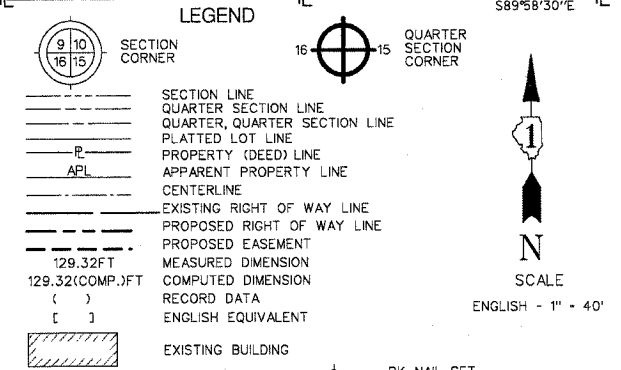 LEGEND
S89°58'30"E
9 10
16 15
SECTION
CORNER
16
15
QUARTER
SECTION
CORNER
SECTION LINE
QUARTER SECTION LINE
QUARTER, QUARTER SECTION LINE
PLATTED LOT LINE
PL PROPERTY (DEED) LINE
APL APPARENT PROPERTY LINE
CENTERLINE
EXISTING RIGHT OF WAY LINE
PROPOSED RIGHT OF WAY LINE
PROPOSED EASEMENT
129.32FT MEASURED DIMENSION
129.32(COMP.)FT COMPUTED DIMENSION
( ) RECORD DATA
[ ] ENGLISH EQUIVALENT
EXISTING BUILDING
1
N
SCALE
ENGLISH - 1" = 40'